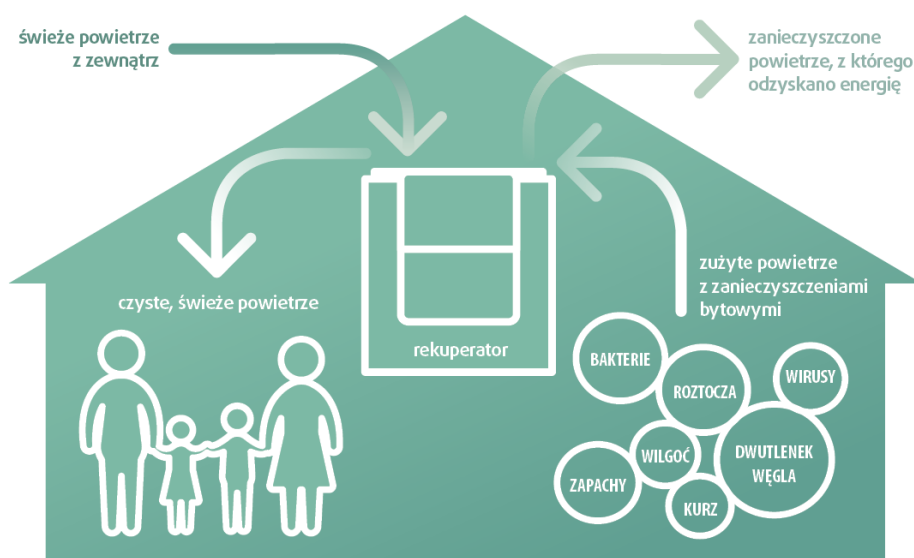 świeże powietrze
z zewnątrz
zanieczyszczone
powietrze, z którego
odzyskano energię
czyste, świeże powietrze
rekuperator
zużyte powietrze
z zanieczyszczeniami
bytowymi
BAKTERIE
ROZTOCZA
WIRUSY
WILGOĆ
DWUTLENEK
WĘGLA
ZAPACHY
KURZ